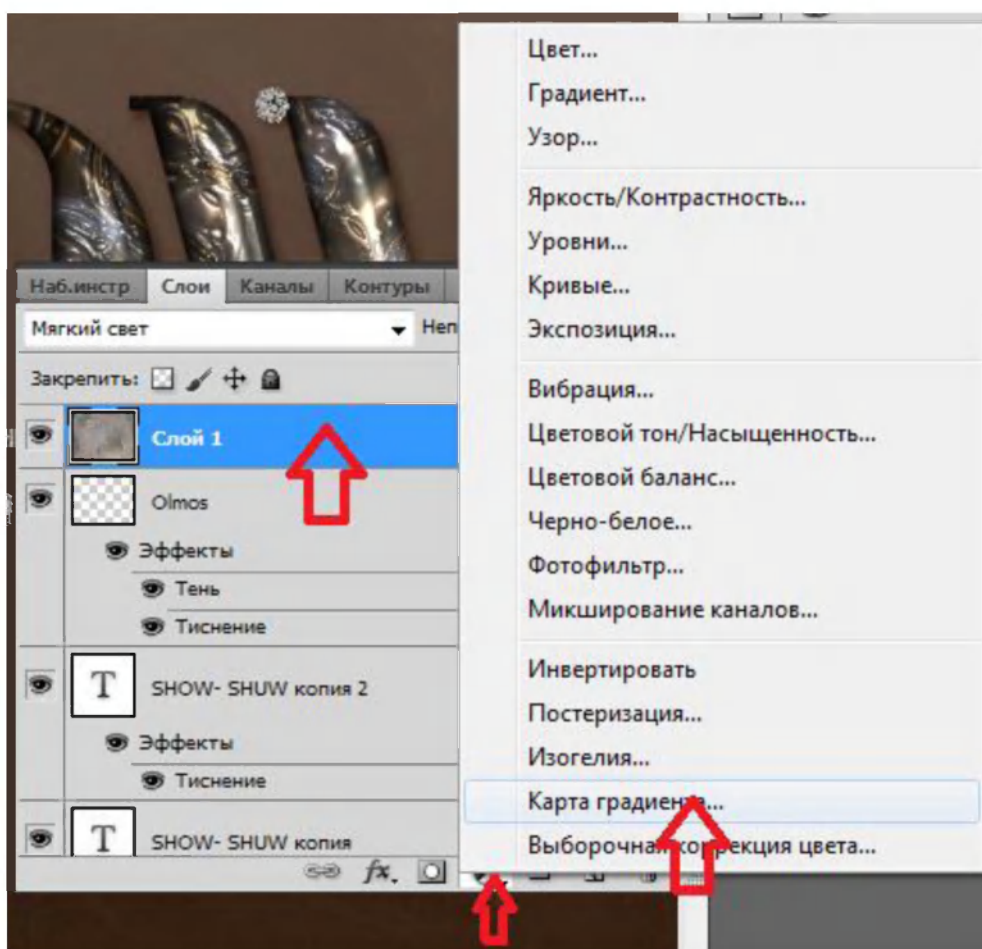 Цвет...
Градиент...
Узор...
Яркость/Контрастность...
Уровни...
Кривые...
Экспозиция...
Вибрация...
Цветовой тон/Насыщенность...
Цветовой баланс...
Черно-белое...
Фотофильтр...
Микширование каналов...
Инвертировать
Постеризация...
Изогелия...
Карта градиента...
Выборочная коррекция цвета...
Наб.инстр Слои Каналы Контуры
Мягкий свет Неп
Закрепить:
Слой 1
Olmos
Эффекты
Тень
Тиснение
T SHOW- SHUW копия 2
Эффекты
Тиснение
T SHOW- SHUW копия
fx.